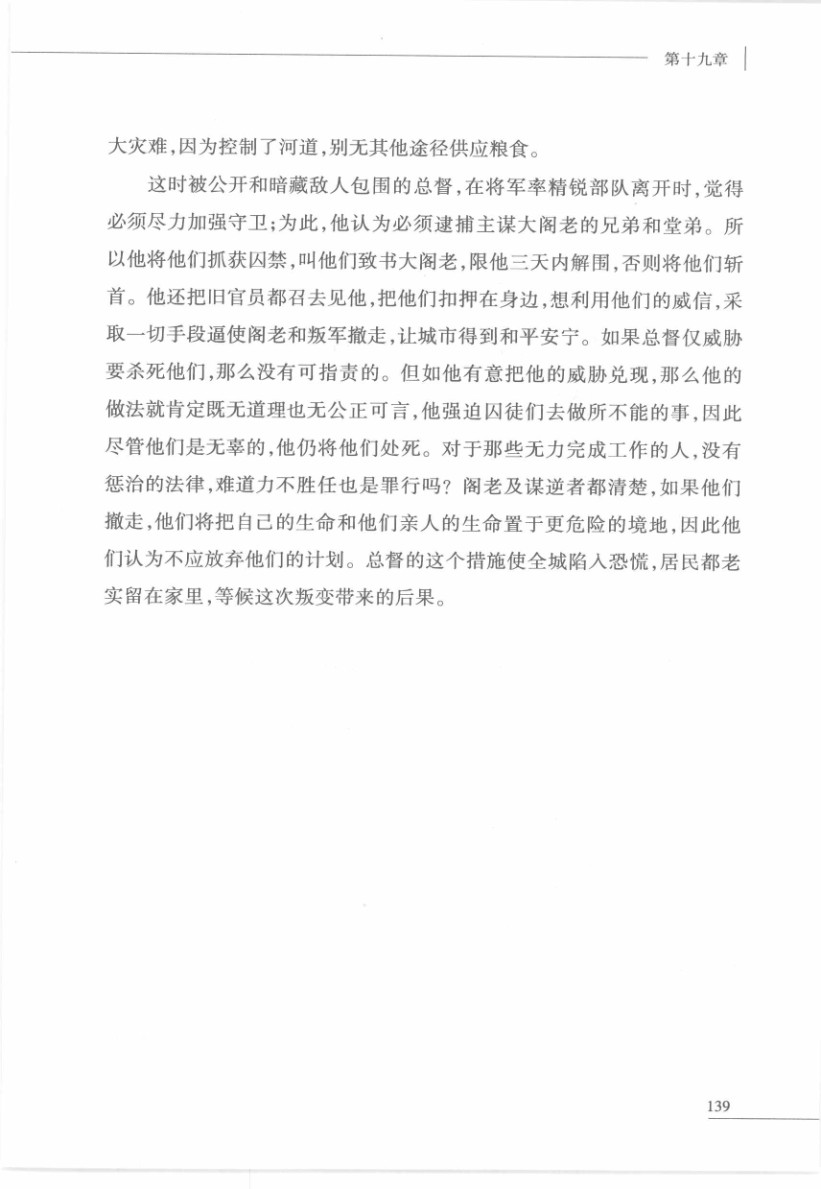 第十九章
大灾难,因为控制了河道,别无其他途径供应粮食。
这时被公开和暗藏敌人包围的总督,在将军率精锐部队离开时,觉得
必须尽力加强守卫;为此,他认为必须逮捕主谋大阁老的兄弟和堂弟。所
以他将他们抓获囚禁,叫他们致书大阁老,限他三天内解围,否则将他们斩
首。他还把旧官员都召去见他,把他们扣押在身边,想利用他们的威信,采
取一切手段逼使阁老和叛军撤走,让城市得到和平安宁。如果总督仅威胁
要杀死他们,那么没有可指责的。但如他有意把他的威胁兑现,那么他的
做法就肯定既无道理也无公正可言,他强迫囚徒们去做所不能的事,因此
尽管他们是无辜的,他仍将他们处死。对于那些无力完成工作的人,没有
惩治的法律,难道力不胜任也是罪行吗?阁老及谋逆者都清楚,如果他们
撤走,他们将把自己的生命和他们亲人的生命置于更危险的境地,因此他
们认为不应放弃他们的计划。总督的这个措施使全城陷入恐慌,居民都老
实留在家里,等候这次叛变带来的后果。
139